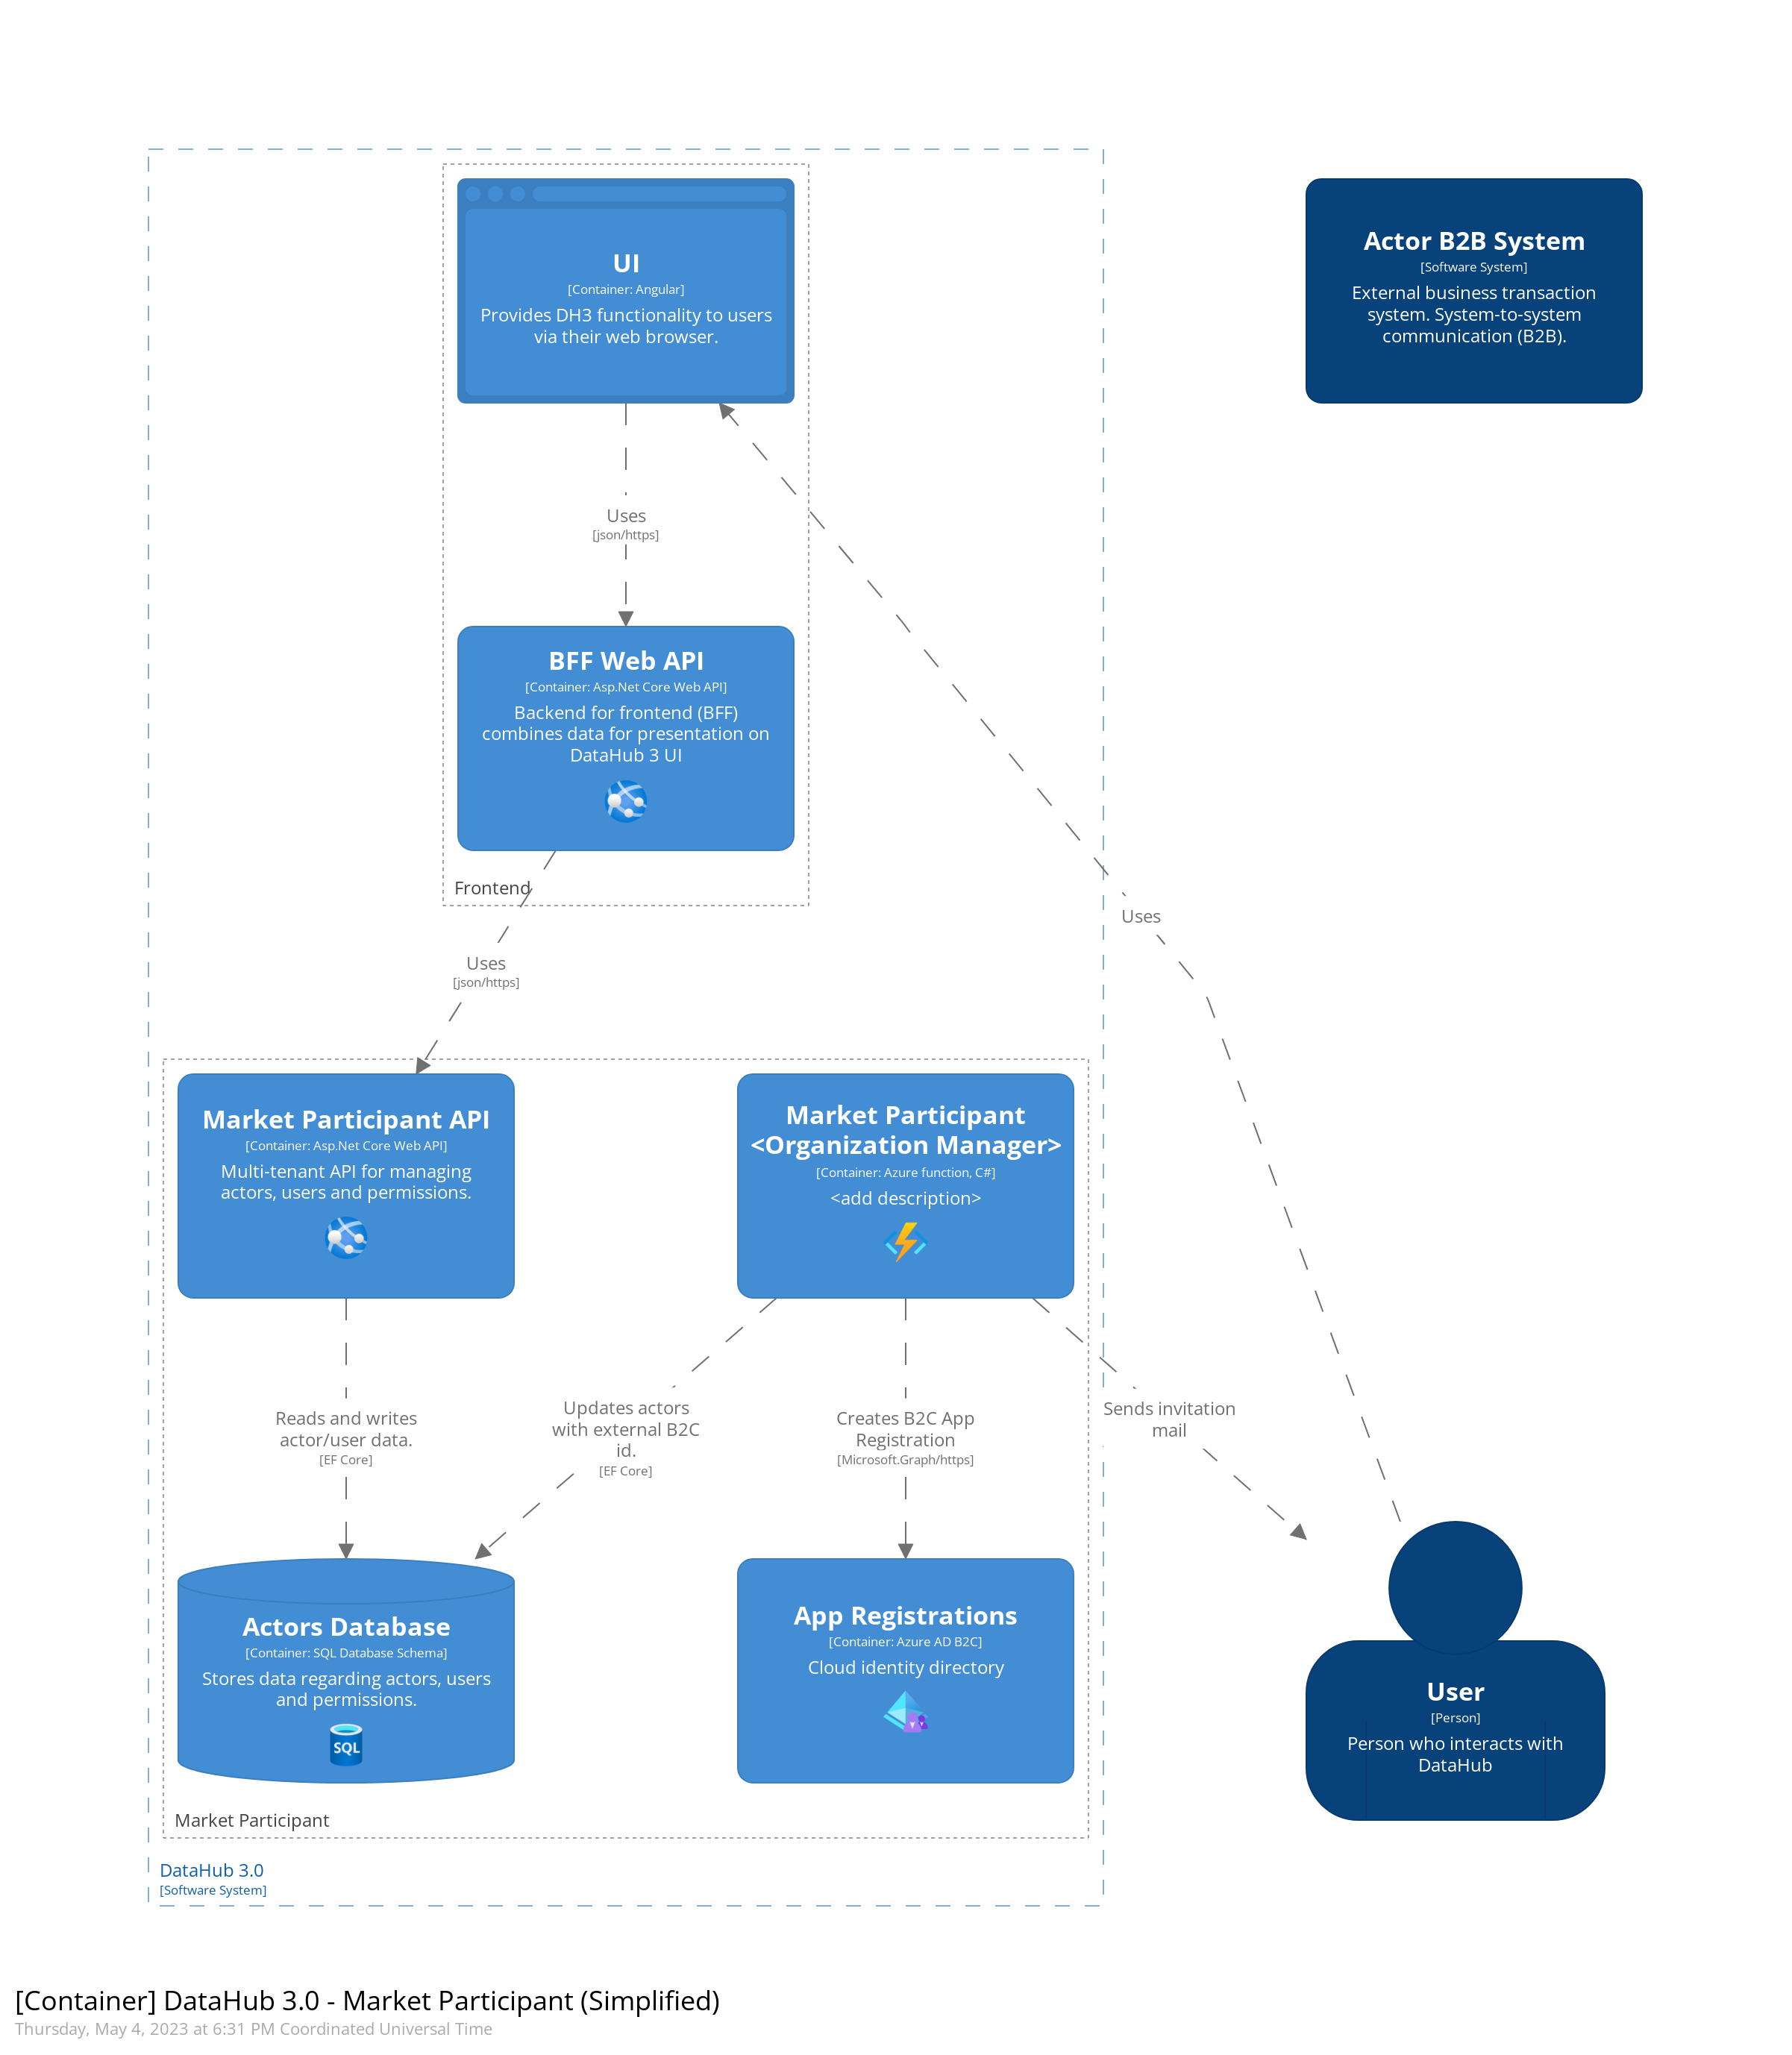 UI
[Container: Angular]
Provides DH3 functionality to users
via their web browser.
Actor B2B System
[Software System]
External business transaction
system. System-to-system
communication (B2B).
Uses
[json/https]
BFF Web API
[Container: Asp.Net Core Web API]
Backend for frontend (BFF)
combines data for presentation on
DataHub 3 UI
Frontend
Uses
Uses
[json/https]
Market Participant API
[Container: Asp.Net Core Web API]
Multi-tenant API for managing
actors, users and permissions.
Market Participant
<Organization Manager>
[Container: Azure function, C#]
<add description>
Reads and writes
actor/user data.
[EF Core]
Updates actors
with external B2C
id.
[EF Core]
Creates B2C App
Registration
[Microsoft.Graph/https]
Sends invitation
mail
Actors Database
[Container: SQL Database Schema]
Stores data regarding actors, users
and permissions.
SQL
App Registrations
[Container: Azure AD B2C]
Cloud identity directory
User
[Person]
Person who interacts with
DataHub
Market Participant
DataHub 3.0
[Software System]
[Container] DataHub 3.0 - Market Participant (Simplified)
Thursday, May 4, 2023 at 6:31 PM Coordinated Universal Time